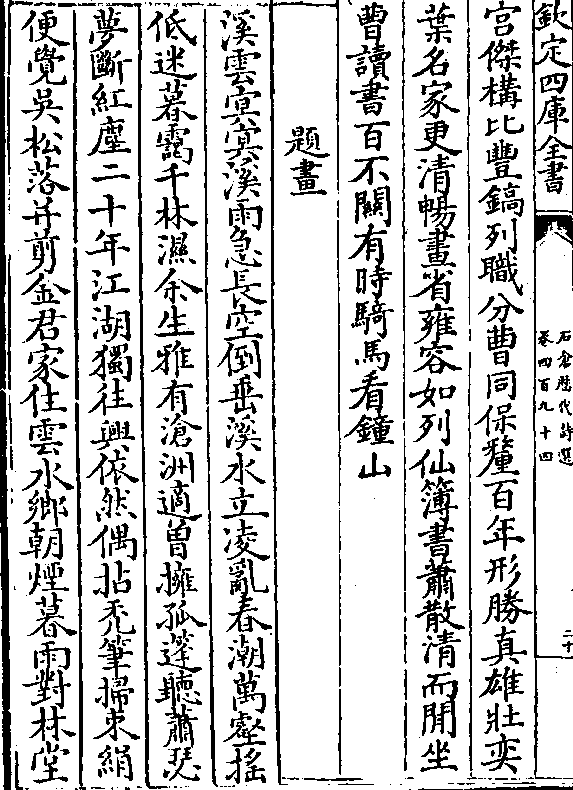 欽定四庫全書
石倉歷代詩選
卷四百九十四
二十
宫傑構比豐鎬列職分曹同保釐百年形勝真雄壯奕
葉名家更清暢畫省雍容如列仙簿書蕭散清而閒坐
曹讀書百不關有時騎馬看鐘山
題畫
溪雲㝠㝠溪雨急長空倒垂溪水立凌亂春潮萬壑揺
低迷暮靄千林濕余生雅有滄洲適曽擁孤篷聽蕭瑟
夢斷紅塵二十年江湖獨往興依然偶拈禿筆掃束絹
便覺吳松落并剪金君家住雲水鄉朝煙暮雨對林堂